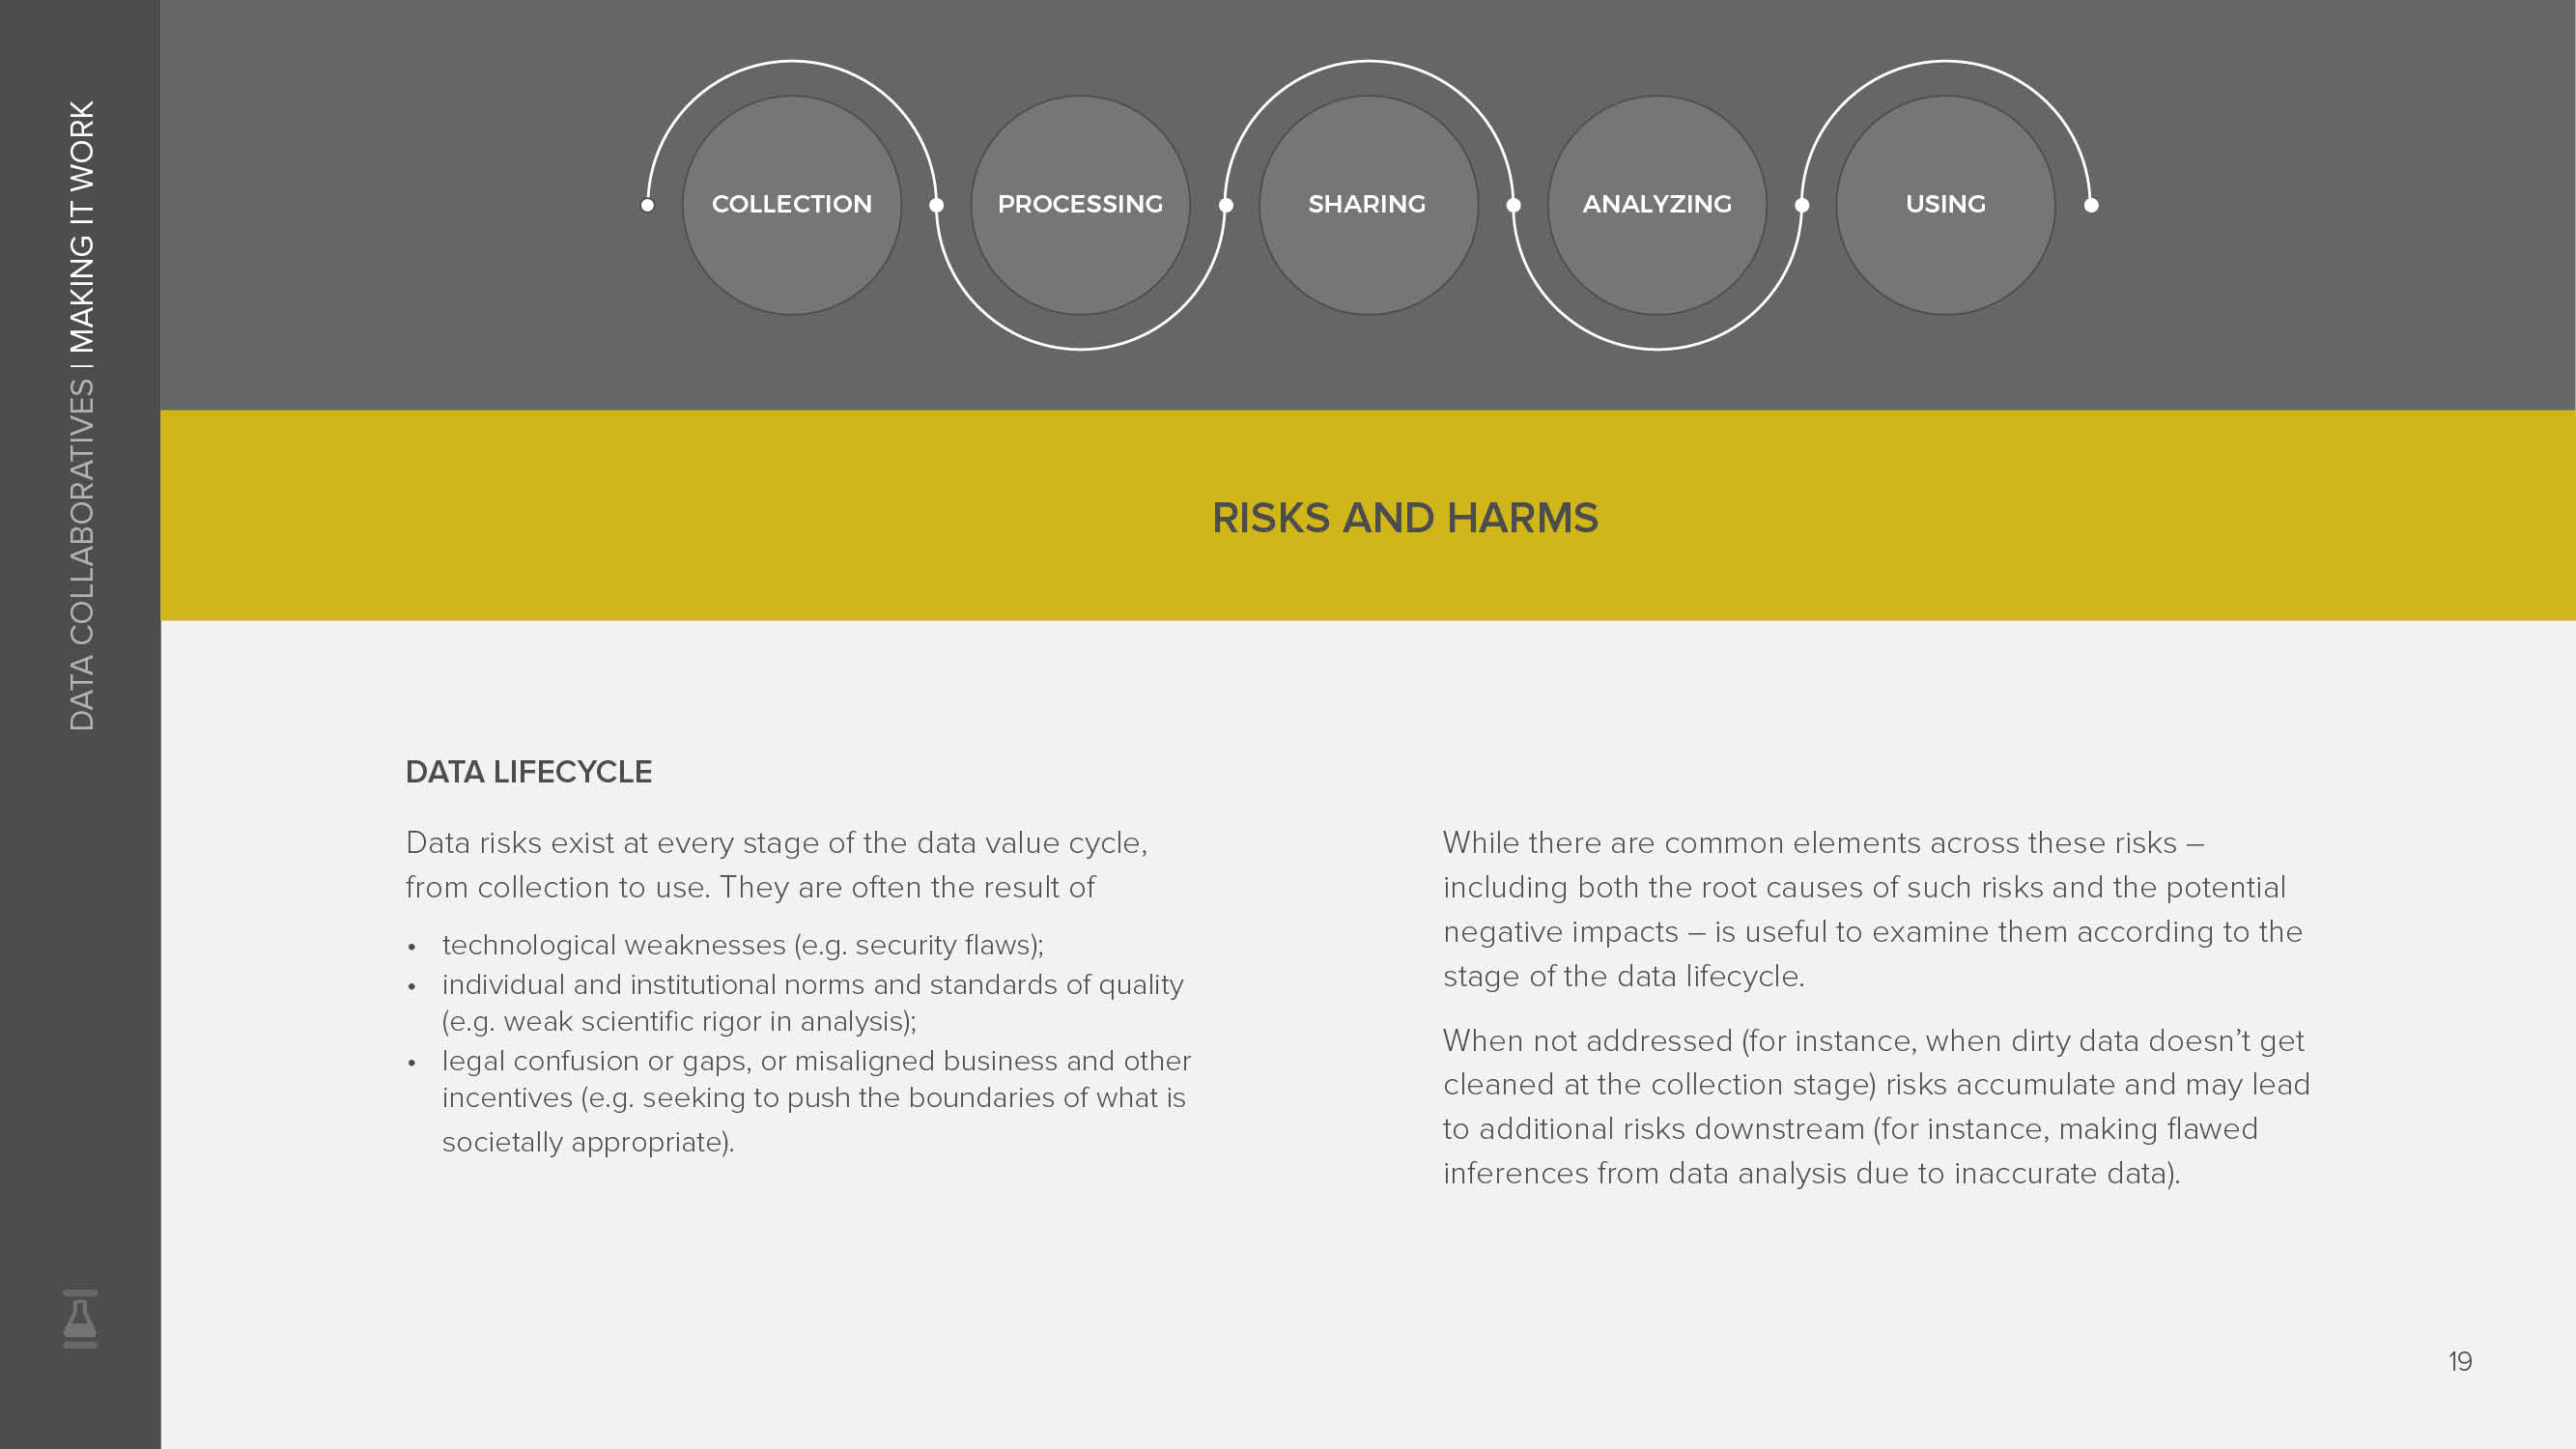 DATA COLLABORATIVES | MAKING IT WORK
COLLECTION
PROCESSING
SHARING
ANALYZING
USING
RISKS AND HARMS
DATA LIFECYCLE
Data risks exist at every stage of the data value cycle,
from collection to use. They are often the result of
• technological weaknesses (e.g. security flaws);
• individual and institutional norms and standards of quality
(e.g. weak scientific rigor in analysis);
• legal confusion or gaps, or misaligned business and other
incentives (e.g. seeking to push the boundaries of what is
societally appropriate).
While there are common elements across these risks –
including both the root causes of such risks and the potential
negative impacts – is useful to examine them according to the
stage of the data lifecycle.
When not addressed (for instance, when dirty data doesn’t get
cleaned at the collection stage) risks accumulate and may lead
to additional risks downstream (for instance, making flawed
inferences from data analysis due to inaccurate data).
19